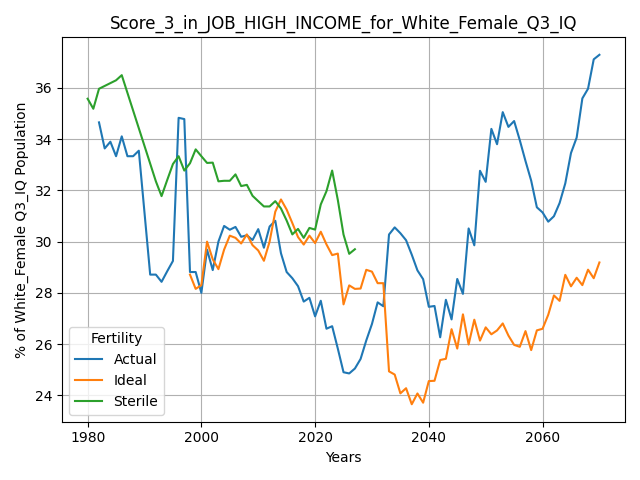 Score_3_in_JOB_HIGH_INCOME_for_White_Female_Q3_IQ
% of White_Female Q3_IQ Population
36
34
32
30
28
26
24
Fertility
Actual
Ideal
Sterile
1980
2000
2020
2040
2060
Years